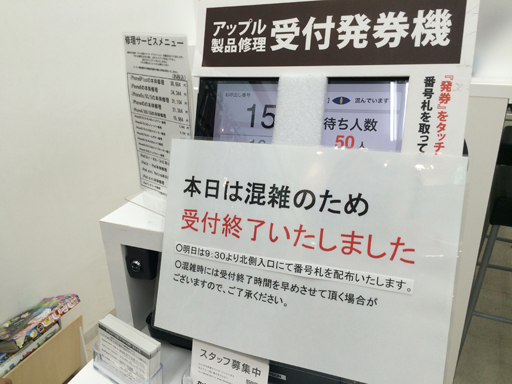 アップル
製品修理
受付発券機
修理サービスメニュー
『発券』をタッチ
番号札を取って
お呼出し番号
15
混んでいます
待ち人数
50人
本日は混雑のため
受付終了いたしました
○明日は9:30より北側入口にて番号札を配布いたします。
○混雑時には受付終了時間を早めさせて頂く場合が
ございますので、ご了承ください。
スタッフ募集中